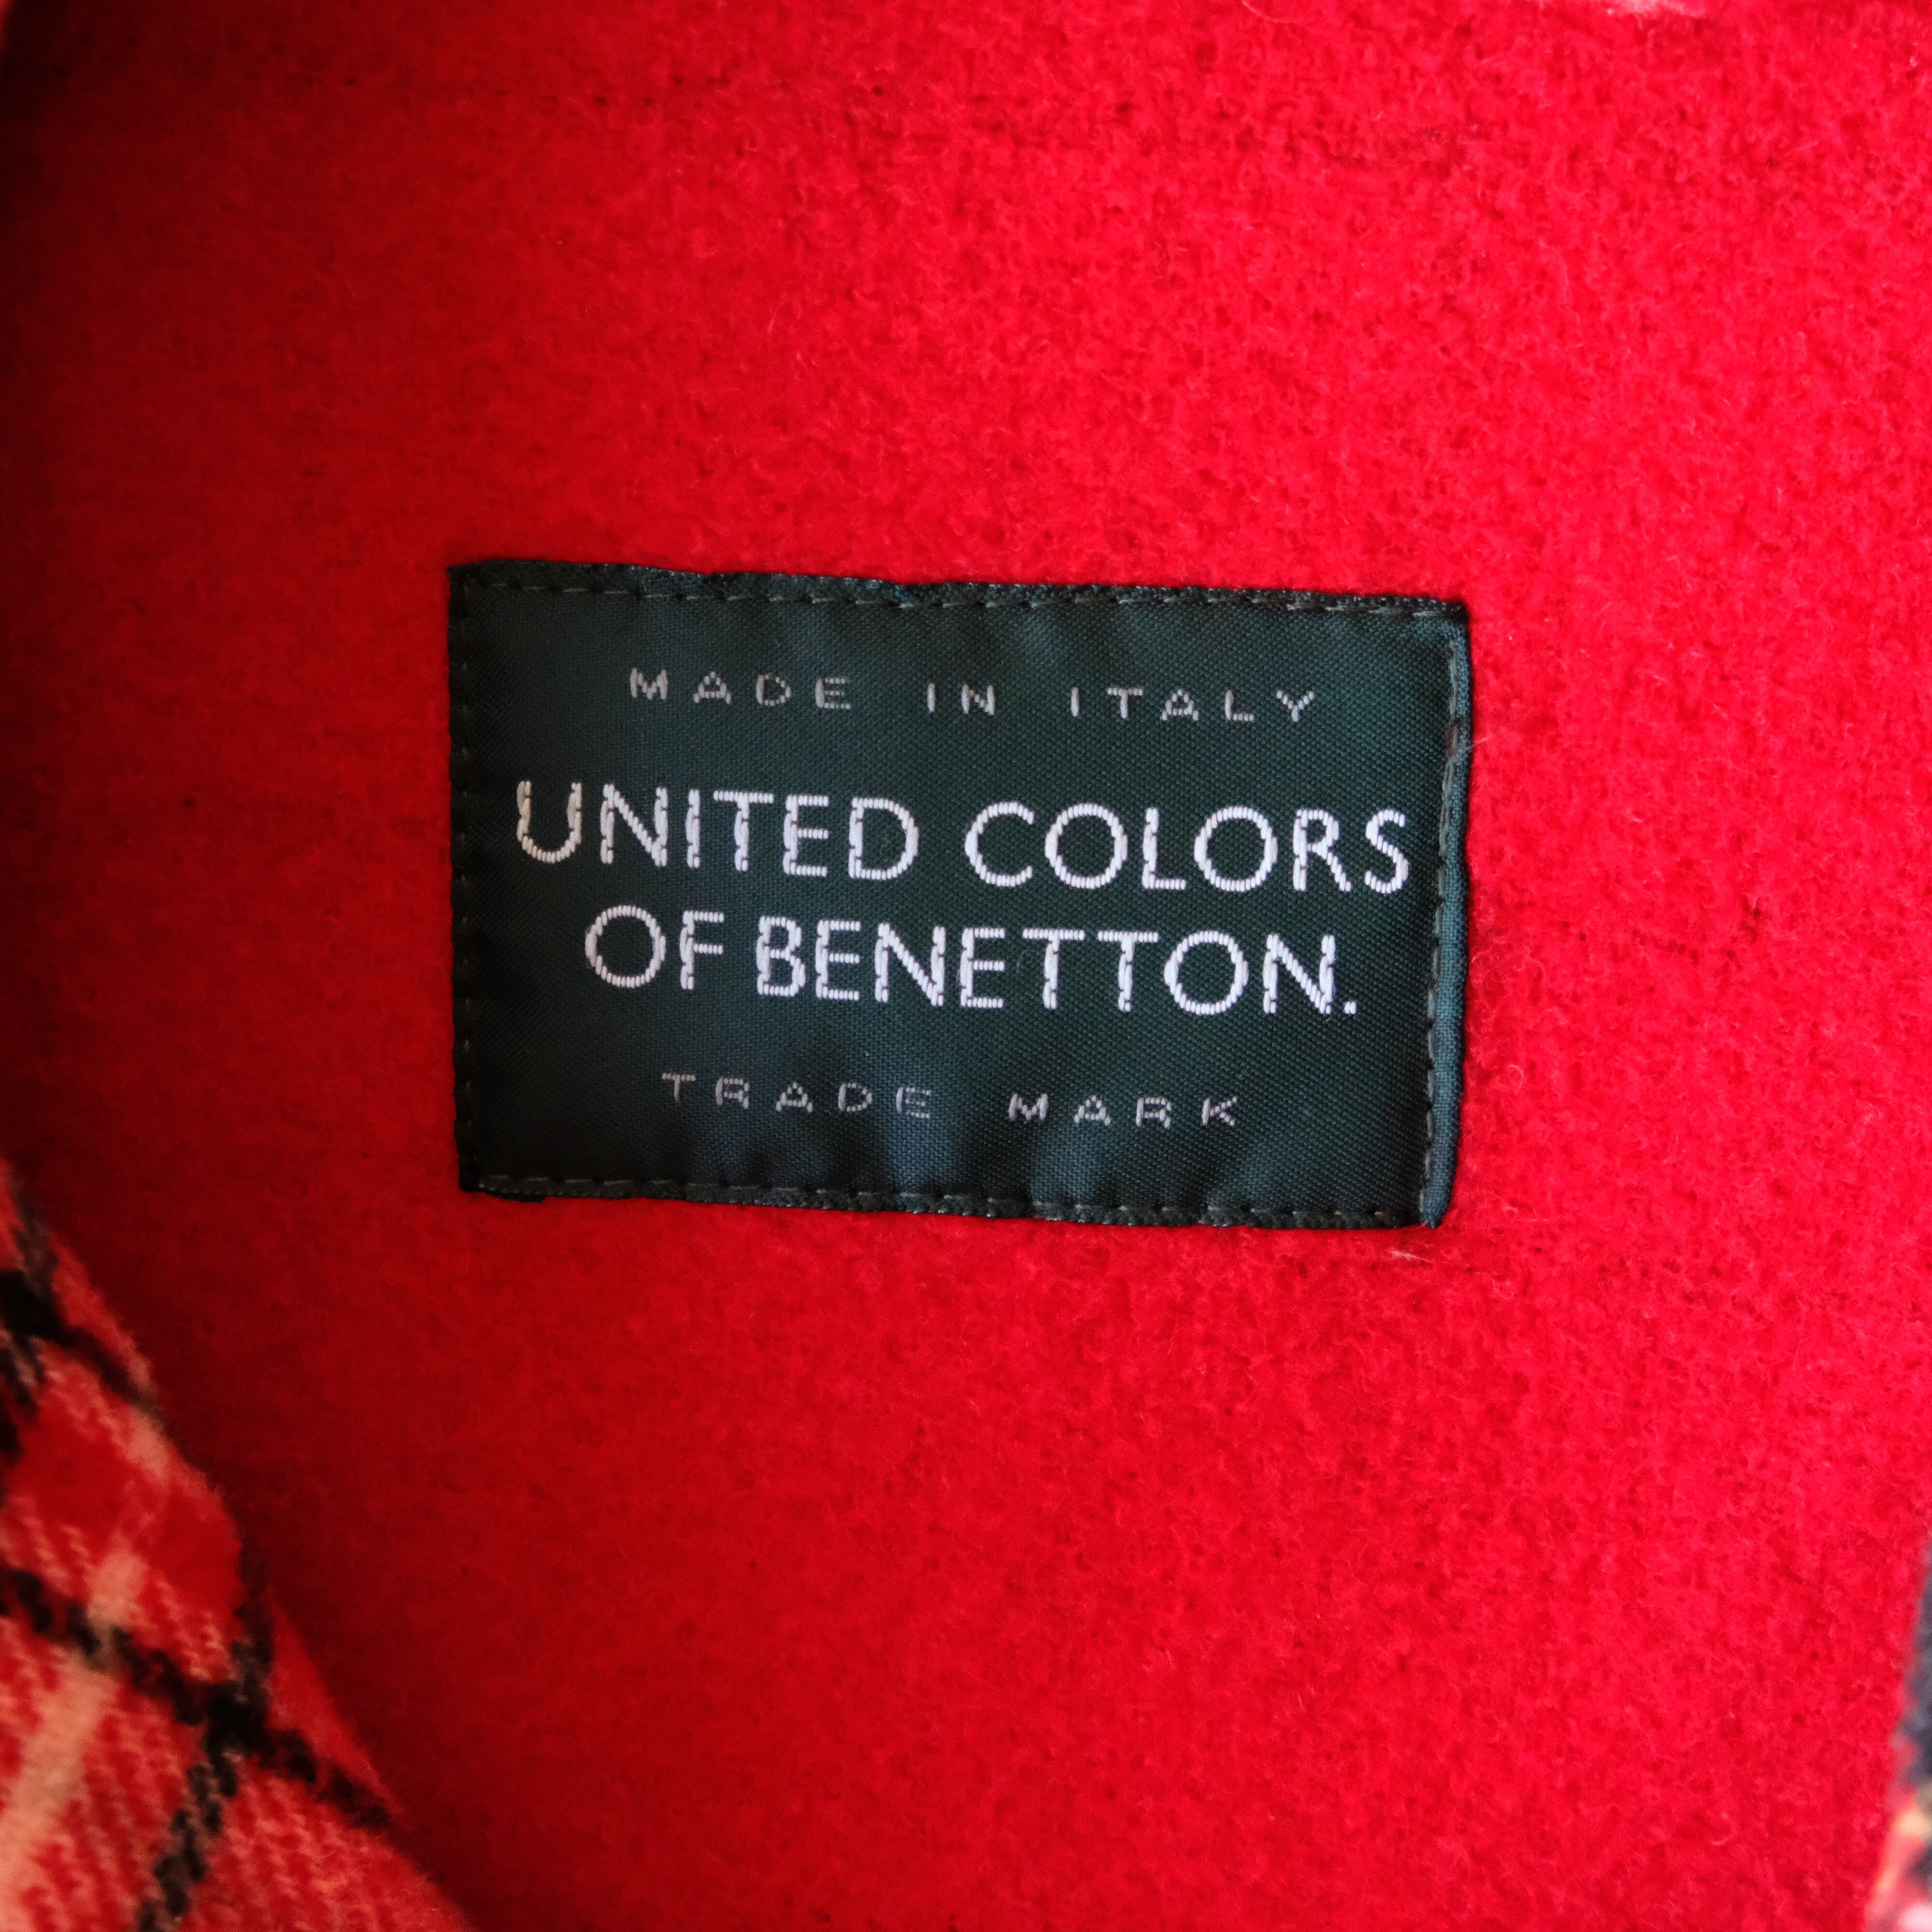 MADE IN ITALY
UNITED COLORS
OF BENETTON.
TRADE MARK